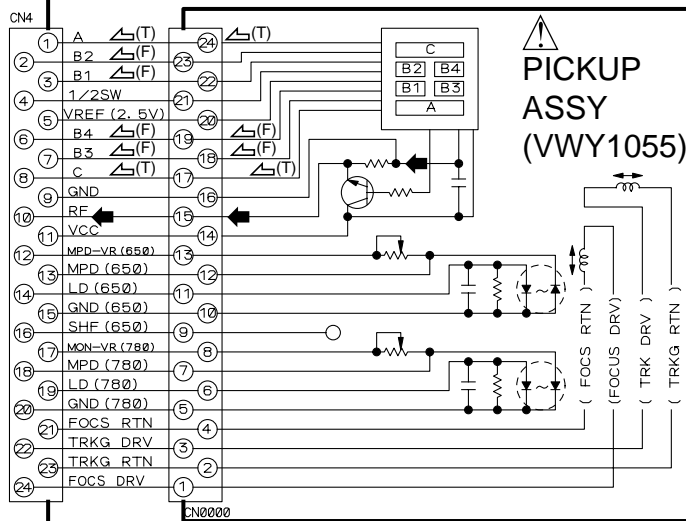 CN4
1 A (T) 24 (T)
2 B2 (F) 23
3 B1 (F) 22
4 1/2SW 21
5 VREF (2. 5V) 20
6 B4 (F) 19 (F)
7 B3 (F) 18 (F)
8 C (T) 17 (T)
9 GND 16
10 RF 15
11 VCC 14
12 MPD-VR (650) 13
13 MPD (650) 12
14 LD (650) 11
15 GND (650) 10
16 SHF (650) 9
17 MON-VR (780) 8
18 MPD (780) 7
19 LD (780) 6
20 GND (780) 5
21 FOCS RTN 4
22 TRKG DRV 3
23 TRKG RTN 2
24 FOCS DRV 1
CN0000
C
B2 B4
B1 B3
A
!
PICKUP
ASSY
(VWY1055)
( FOCS RTN )
(FOCUS DRV)
( TRK DRV )
( TRKG RTN )